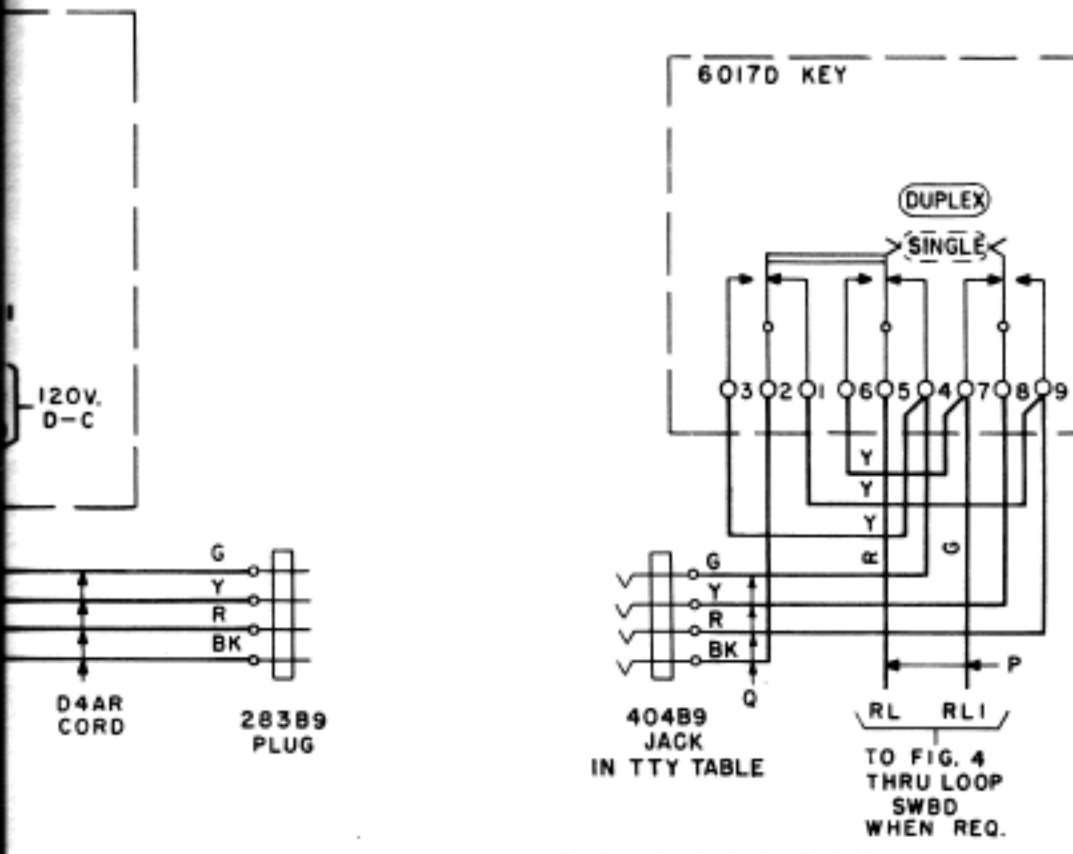 6017D KEY
DUPLEX
SINGLE
3 2 1 6 5 4 7 8 9
120V.
D-C
Y
Y
Y
R G
G
Y
R
BK
D4AR
CORD
283B9
PLUG
G
Y
R
BK
Q
P
404B9
JACK
IN TTY TABLE
RL RL1
TO FIG. 4
THRU LOOP
SWBD
WHEN REQ.